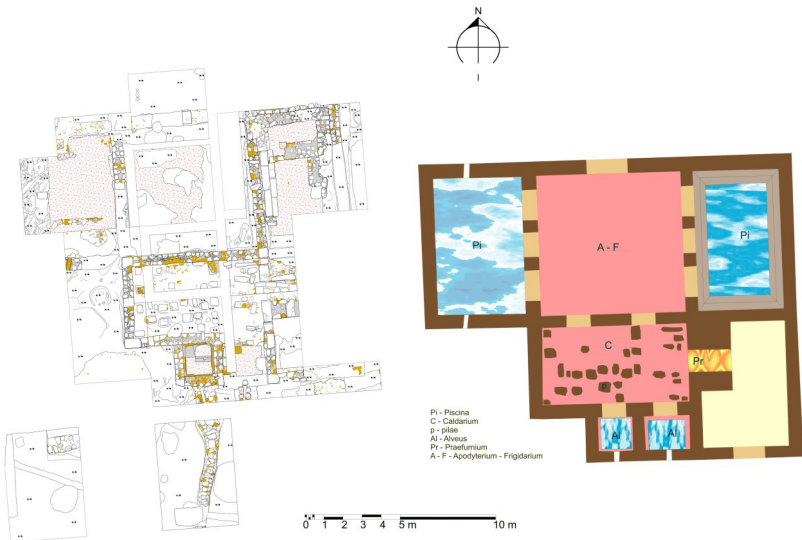 N
I
Pi
A - F
Pi
C
Pr
p
Al
Al
Pi - Piscina
C - Caldarium
p - pilae
Al - Alveus
Pr - Praefurnium
A - F - Apodyterium - Frigidarium
0 1 2 3 4 5 m 10 m